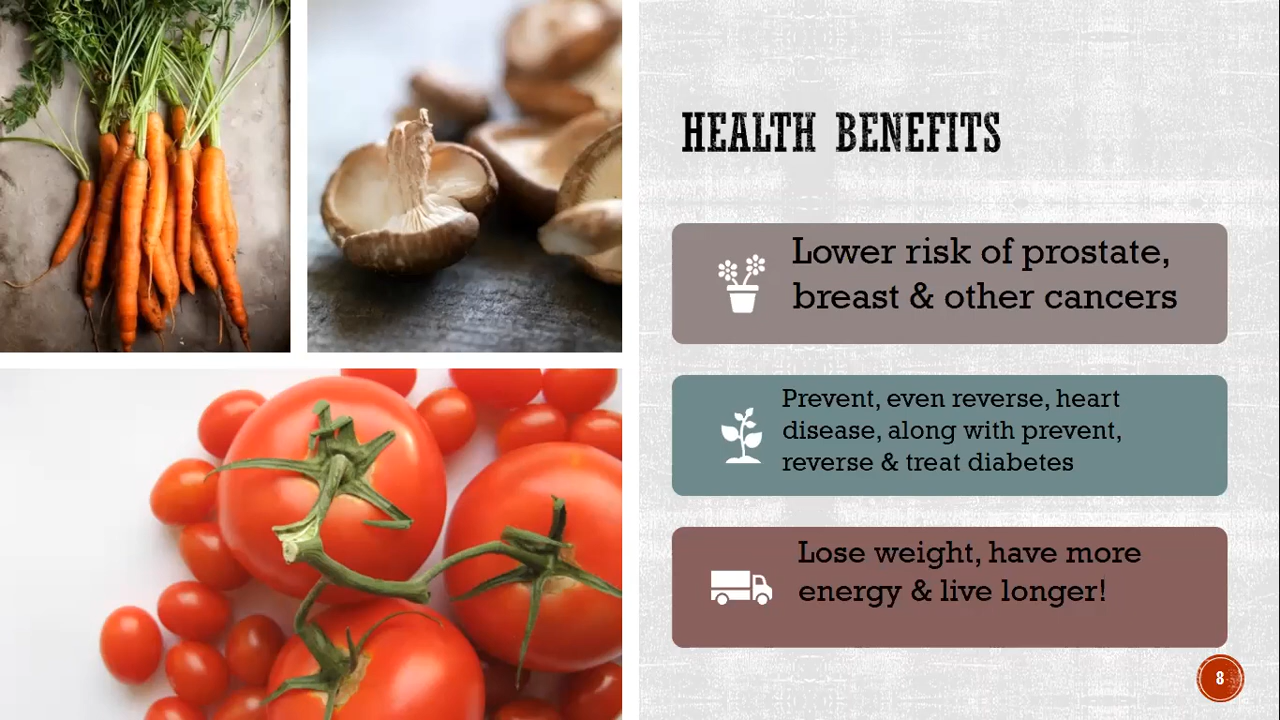 HEALTH BENEFITS
Lower risk of prostate,
breast & other cancers
Prevent, even reverse, heart
disease, along with prevent,
reverse & treat diabetes
Lose weight, have more
energy & live longer!
8